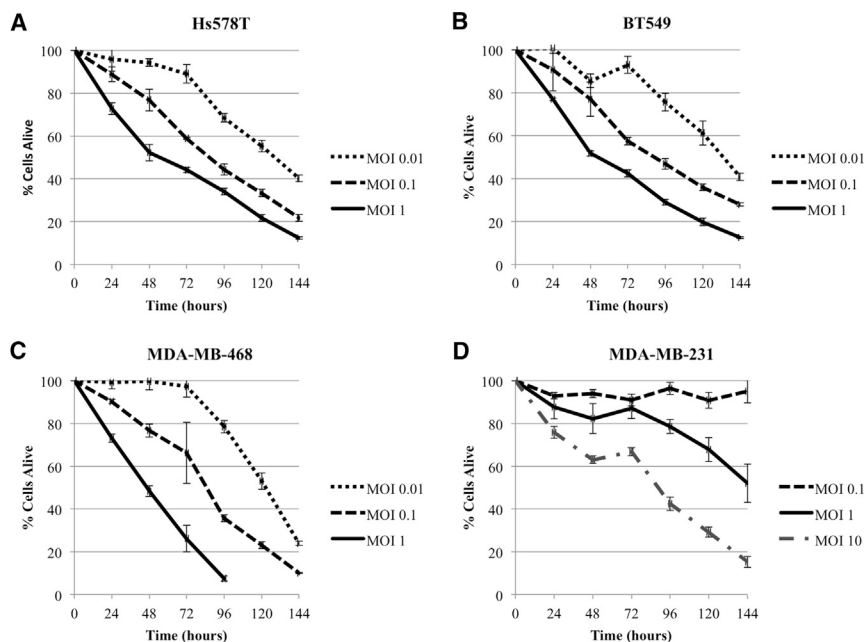 A
Hs578T
100
80
60
40
20
0
% Cells Alive
0 24 48 72 96 120 144
Time (hours)
MOI 0.01
MOI 0.1
MOI 1
B
BT549
100
80
60
40
20
0
% Cells Alive
0 24 48 72 96 120 144
Time (hours)
MOI 0.01
MOI 0.1
MOI 1
C
MDA-MB-468
100
80
60
40
20
0
% Cells Alive
0 24 48 72 96 120 144
Time (hours)
MOI 0.01
MOI 0.1
MOI 1
D
MDA-MB-231
100
80
60
40
20
0
% Cells Alive
0 24 48 72 96 120 144
Time (hours)
MOI 0.1
MOI 1
MOI 10